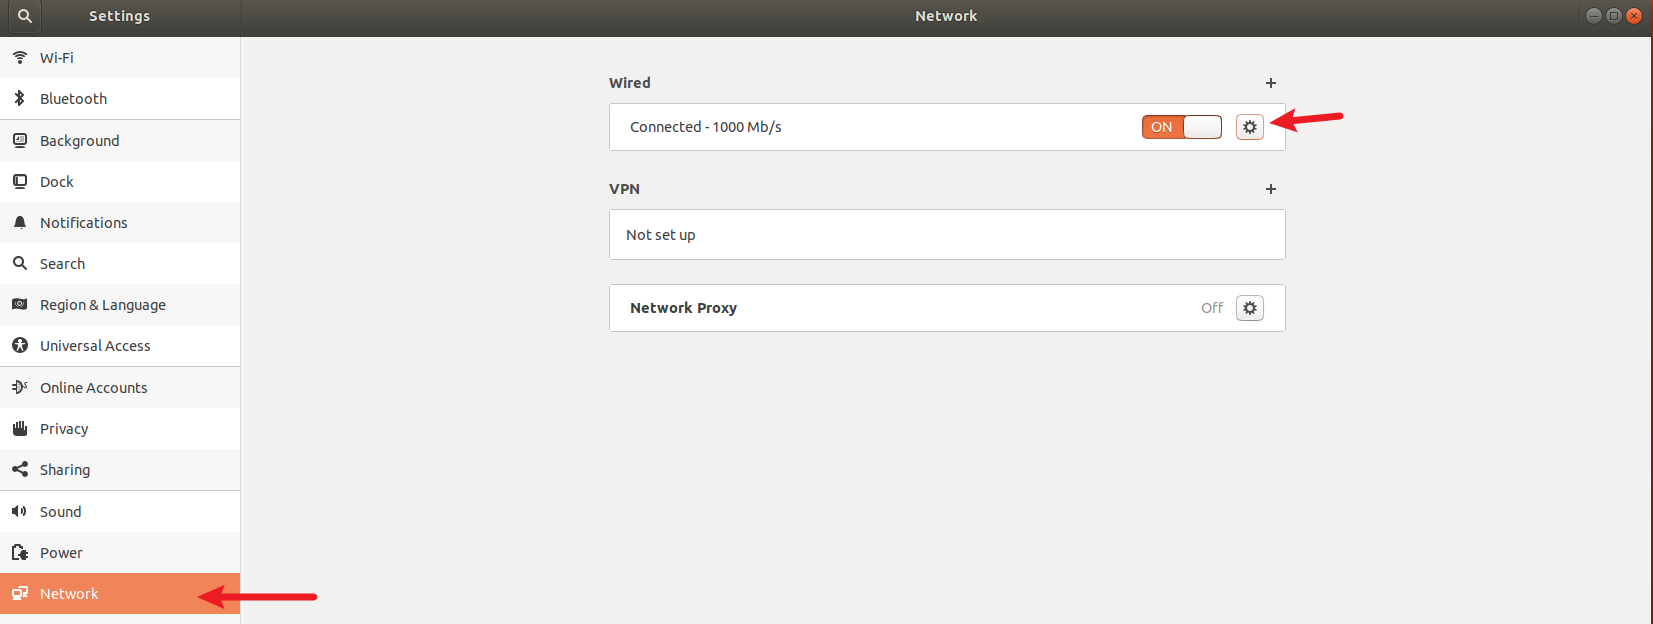 Settings
Network
Wi-Fi
Bluetooth
Background
Dock
Notifications
Search
Region & Language
Universal Access
Online Accounts
Privacy
Sharing
Sound
Power
Network
Wired
Connected - 1000 Mb/s
ON
VPN
Not set up
Network Proxy
Off